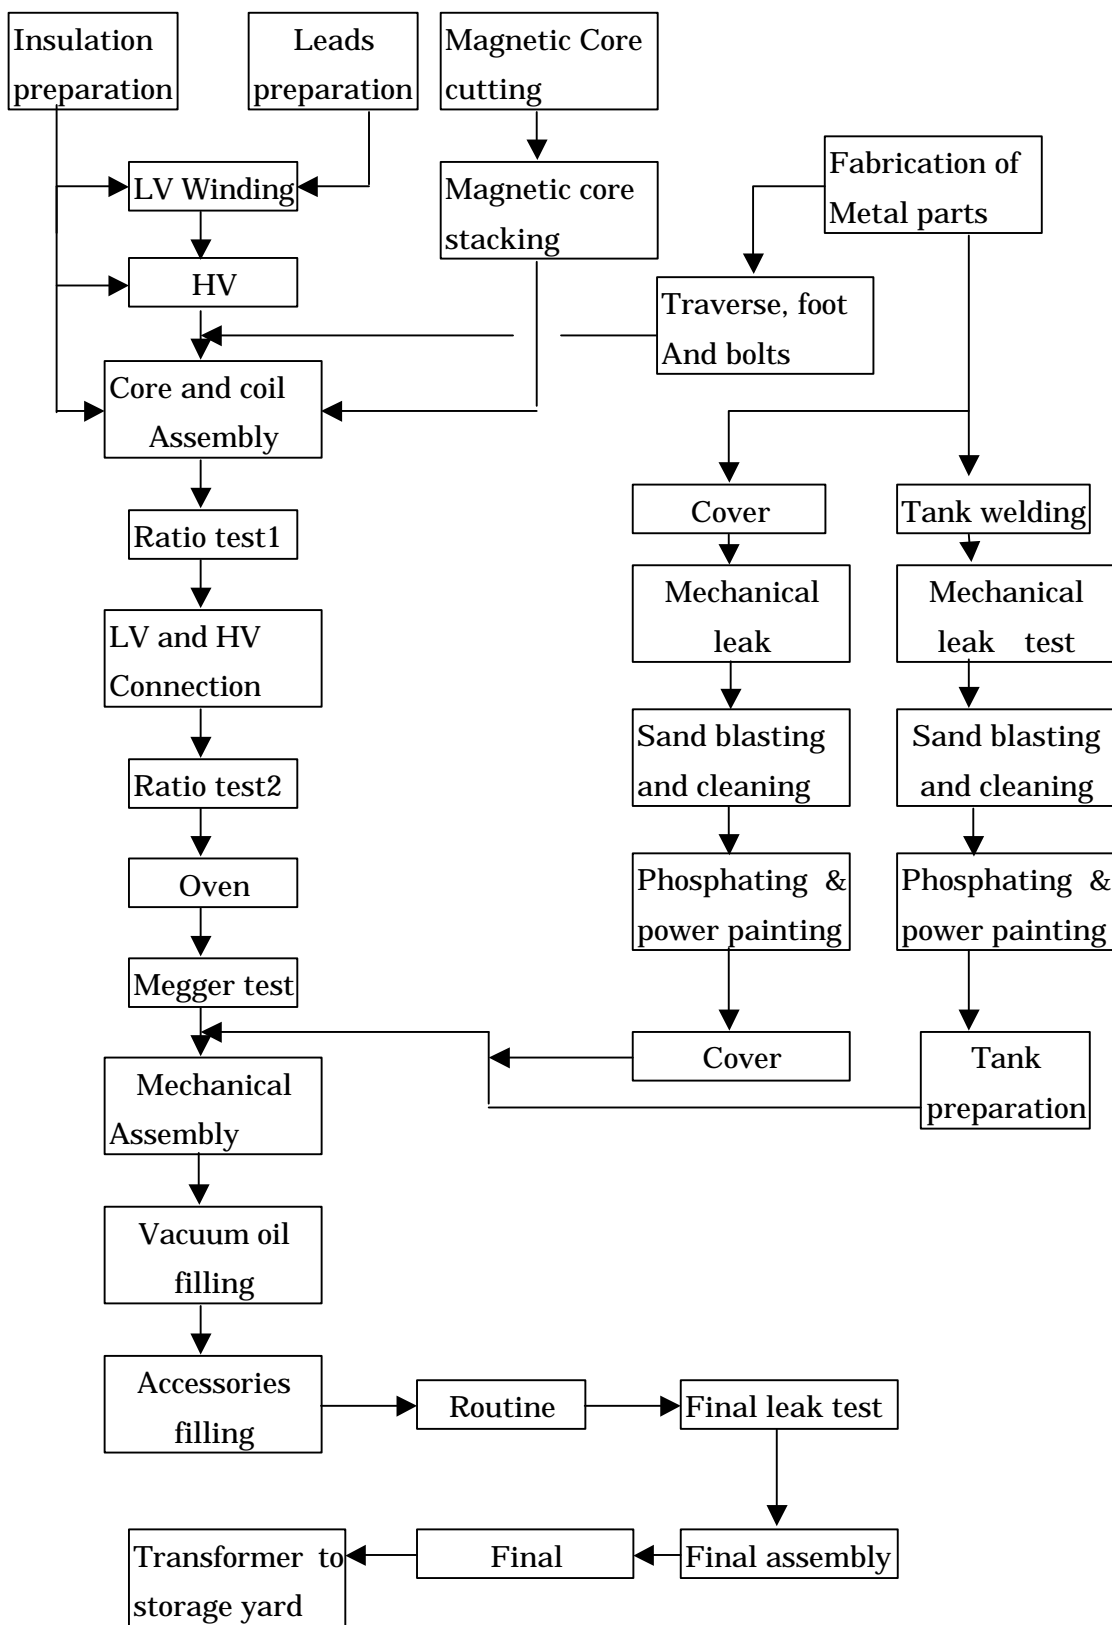 Insulation
preparation
Leads
preparation
Magnetic Core
cutting
LV Winding
Magnetic core
stacking
Fabrication of
Metal parts
HV
Traverse, foot
And bolts
Core and coil
Assembly
Cover
Tank welding
Ratio test1
Mechanical
leak
Mechanical
leak test
LV and HV
Connection
Sand blasting
and cleaning
Sand blasting
and cleaning
Ratio test2
Oven
Phosphating &
power painting
Phosphating &
power painting
Megger test
Cover
Tank
preparation
Mechanical
Assembly
Vacuum oil
filling
Accessories
filling
Routine
Final leak test
Transformer to
storage yard
Final
Final assembly